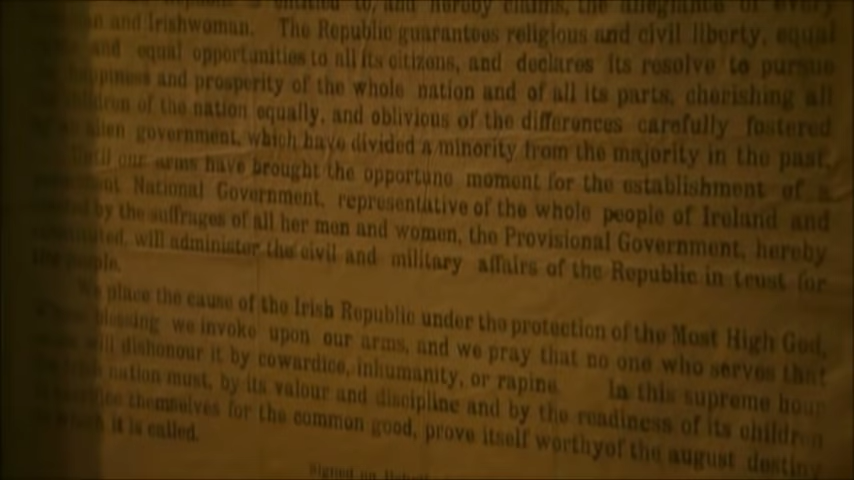 entitled to, and hereby claims, the allegiance of every
and Irishwoman. The Republic guarantees religious and civil liberty, equal
and equal opportunities to all its citizens, and declares its resolve to pursue
happiness and prosperity of the whole nation and of all its parts, cherishing all
children of the nation equally, and oblivious of the differences carefully fostered
alien government, which have divided a minority from the majority in the past.
Until our arms have brought the opportune moment for the establishment of a
National Government, representative of the whole people of Ireland and
by the suffrages of all her men and women, the Provisional Government, hereby
constituted, will administer the civil and military affairs of the Republic in trust for
the people.
We place the cause of the Irish Republic under the protection of the Most High God,
blessing we invoke upon our arms, and we pray that no one who serves that
will dishonour it by cowardice, inhumanity, or rapine. In this supreme hour
nation must, by its valour and discipline and by the readiness of its children
themselves for the common good, prove itself worthyof the august destiny
which it is called.
Signed on